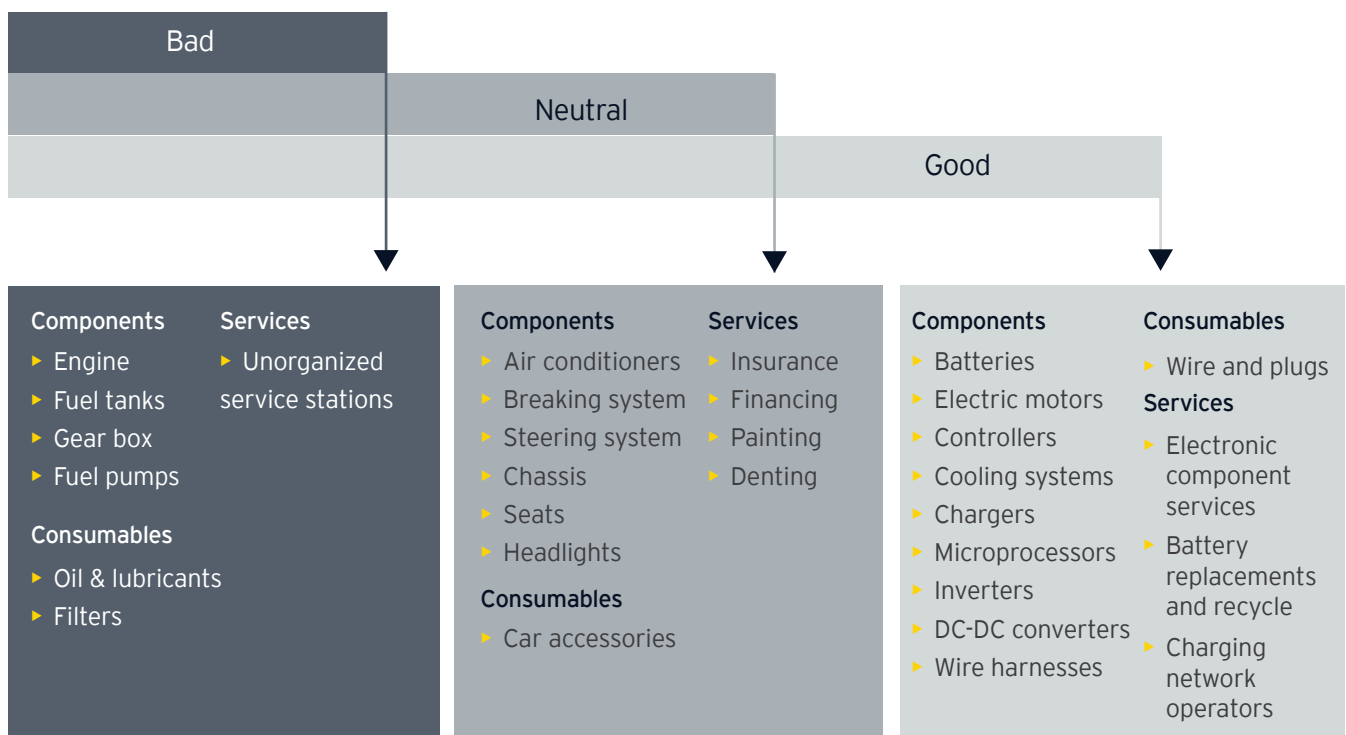 Bad
Neutral
Good
Components
Engine
Fuel tanks
Gear box
Fuel pumps
Consumables
Oil & lubricants
Filters
Services
Unorganized
service stations
Components
Air conditioners
Breaking system
Steering system
Chassis
Seats
Headlights
Consumables
Car accessories
Services
Insurance
Financing
Painting
Denting
Components
Batteries
Electric motors
Controllers
Cooling systems
Chargers
Microprocessors
Inverters
DC-DC converters
Wire harnesses
Consumables
Wire and plugs
Services
Electronic
component
services
Battery
replacements
and recycle
Charging
network
operators